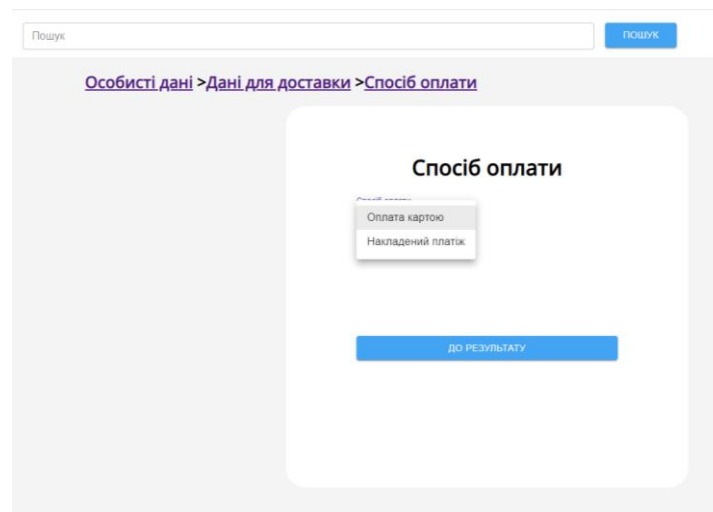 Пошук ПОШУК
Особисті дані >Дані для доставки >Спосіб оплати
Спосіб оплати
Оплата картою
Накладений платіж
ДО РЕЗУЛЬТАТУ